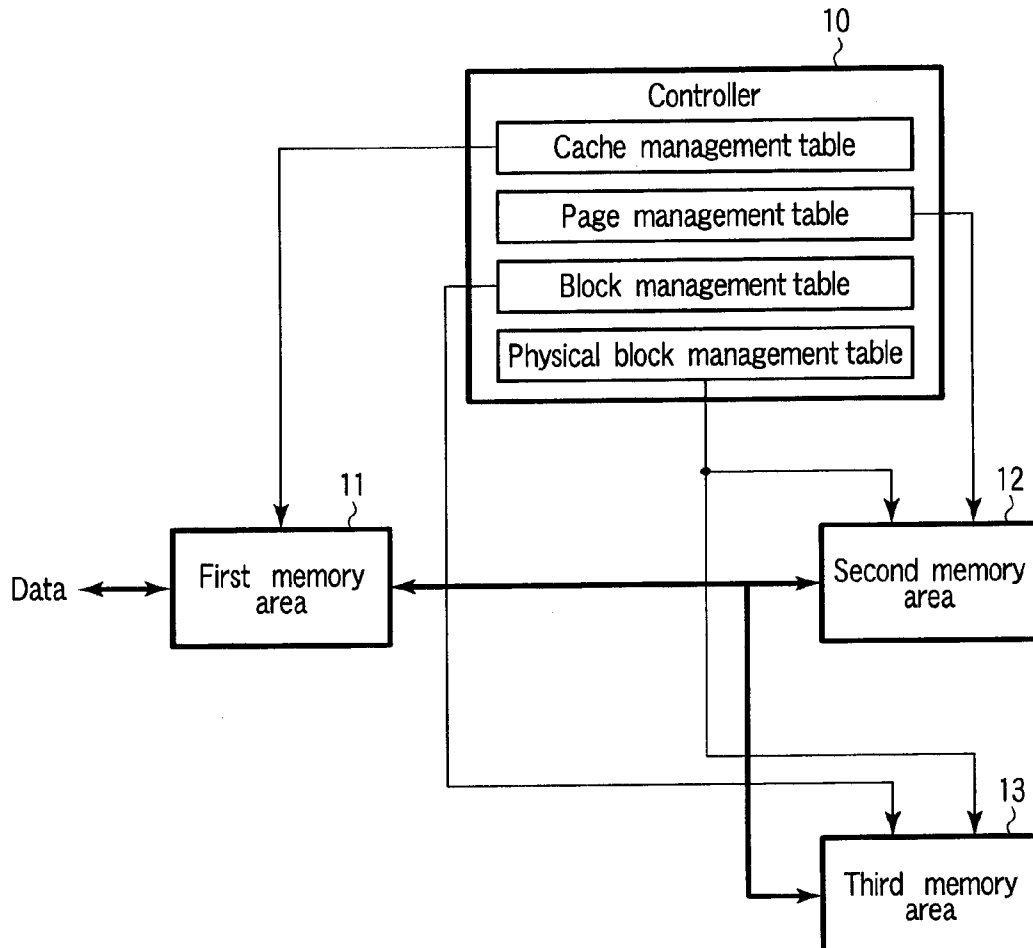 10
Controller
Cache management table
Page management table
Block management table
Physical block management table
11
12
Data
First memory
area
Second memory
area
13
Third memory
area